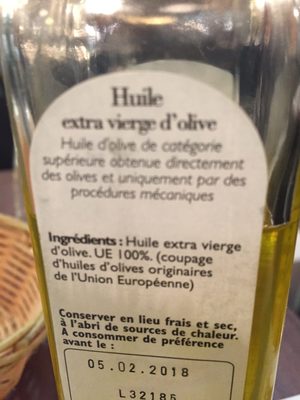 Huile
extra vierge d'olive
Huile d'olive de catégorie
supérieure obtenue directement
des olives et uniquement par des
procédures mécaniques
Ingrédients : Huile extra vierge
d'olive. UE 100%. (coupage
d'huiles d'olives originaires
de l'Union Européenne)
Conserver en lieu frais et sec,
à l'abri de sources de chaleur.
A consommer de préférence
avant le :
05.02.2018
L32185